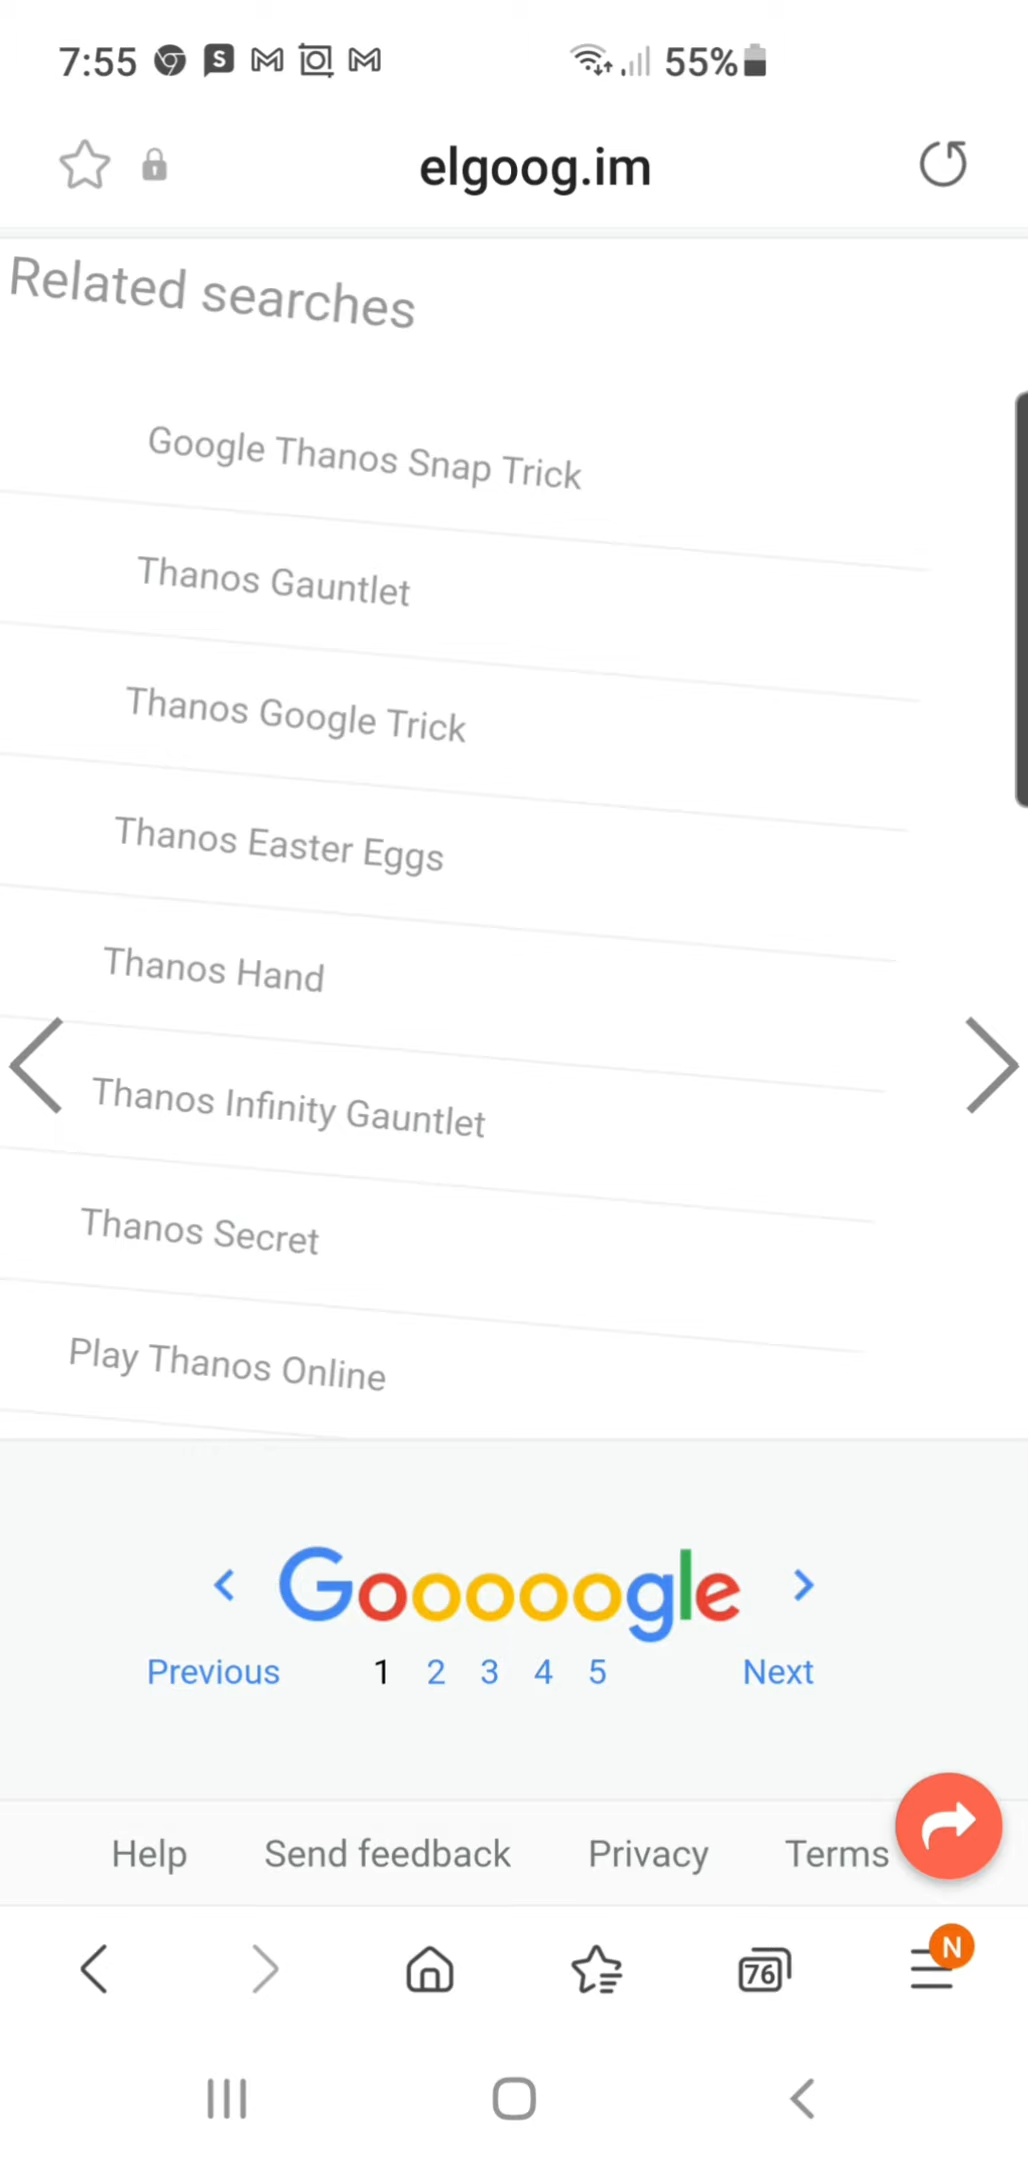 7:55 S 55%
elgoog.im
Related searches
Google Thanos Snap Trick
Thanos Gauntlet
Thanos Google Trick
Thanos Easter Eggs
Thanos Hand
Thanos Infinity Gauntlet
Thanos Secret
Play Thanos Online
< Goooooogle >
Previous 1 2 3 4 5 Next
Help Send feedback Privacy Terms
76 N